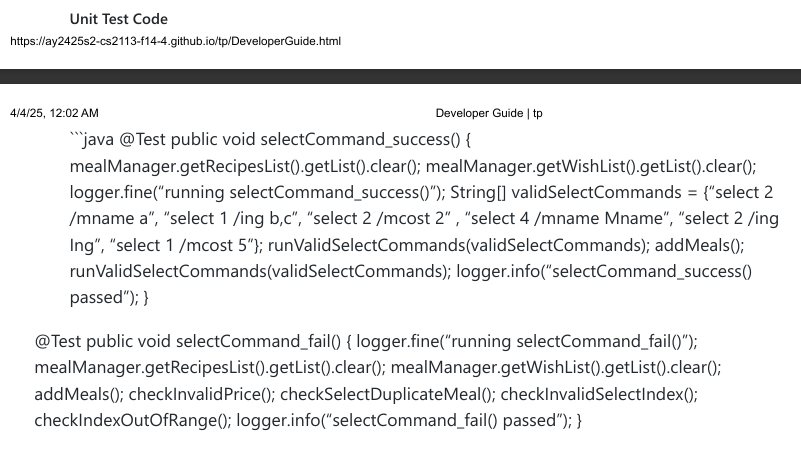 Unit Test Code
https://ay2425s2-cs2113-f14-4.github.io/tp/DeveloperGuide.html
4/4/25, 12:02 AM Developer Guide | tp
```java @Test public void selectCommand_success() {
mealManager.getRecipesList().getList().clear(); mealManager.getWishList().getList().clear();
logger.fine(“running selectCommand_success()”); String[] validSelectCommands = {“select 2
/mname a”, “select 1 /ing b,c”, “select 2 /mcost 2” , “select 4 /mname Mname”, “select 2 /ing
Ing”, “select 1 /mcost 5”}; runValidSelectCommands(validSelectCommands); addMeals();
runValidSelectCommands(validSelectCommands); logger.info(“selectCommand_success()
passed”); }
@Test public void selectCommand_fail() { logger.fine(“running selectCommand_fail()”);
mealManager.getRecipesList().getList().clear(); mealManager.getWishList().getList().clear();
addMeals(); checkInvalidPrice(); checkSelectDuplicateMeal(); checkInvalidSelectIndex();
checkIndexOutOfRange(); logger.info(“selectCommand_fail() passed”); }